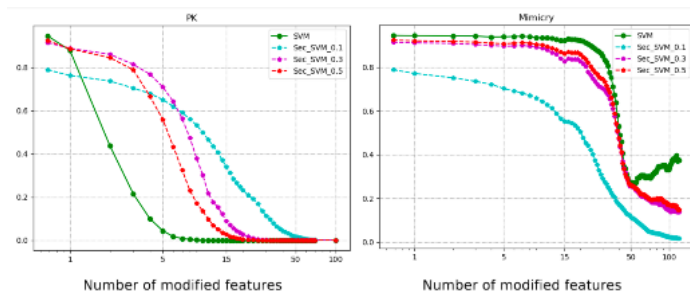 PK
SVM
Sec_SVM_0.1
Sec_SVM_0.3
Sec_SVM_0.5
0.8
0.6
0.4
0.2
0.0
1
5
15
50
100
Number of modified features
Mimicry
SVM
Sec_SVM_0.1
Sec_SVM_0.3
Sec_SVM_0.5
0.8
0.6
0.4
0.2
0.0
1
5
15
50
100
Number of modified features